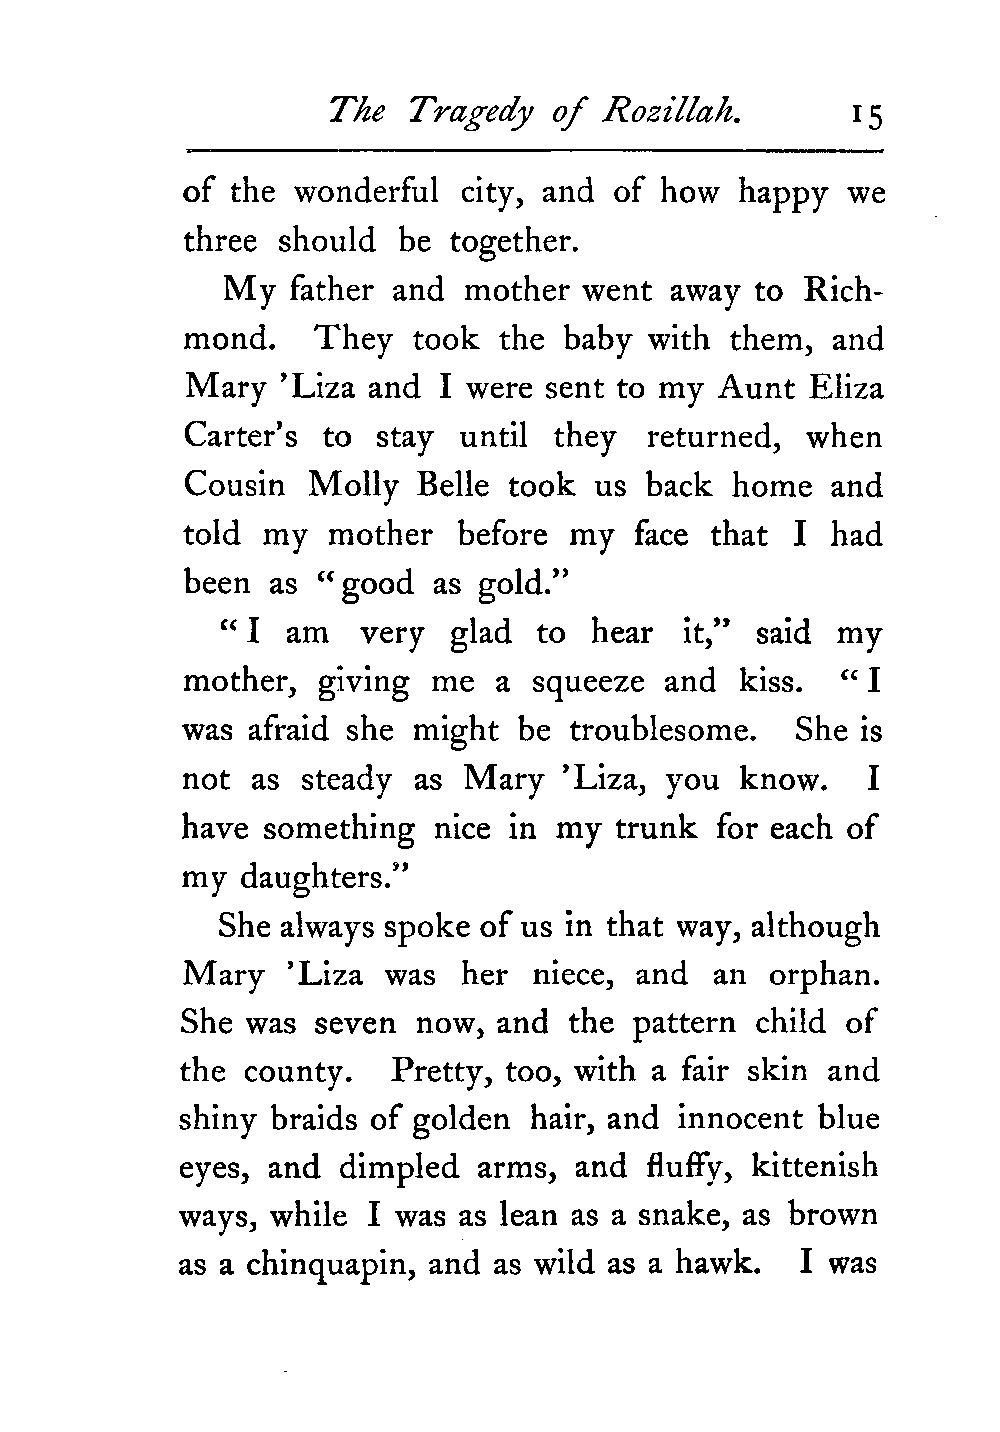 The Tragedy of Rozillah. 15
of the wonderful city, and of how happy we
three should be together.
My father and mother went away to Rich-
mond. They took the baby with them, and
Mary 'Liza and I were sent to my Aunt Eliza
Carter's to stay until they returned, when
Cousin Molly Belle took us back home and
told my mother before my face that I had
been as "good as gold."
"I am very glad to hear it," said my
mother, giving me a squeeze and kiss. "I
was afraid she might be troublesome. She is
not as steady as Mary 'Liza, you know. I
have something nice in my trunk for each of
my daughters."
She always spoke of us in that way, although
Mary 'Liza was her niece, and an orphan.
She was seven now, and the pattern child of
the county. Pretty, too, with a fair skin and
shiny braids of golden hair, and innocent blue
eyes, and dimpled arms, and fluffy, kittenish
ways, while I was as lean as a snake, as brown
as a chinquapin, and as wild as a hawk. I was